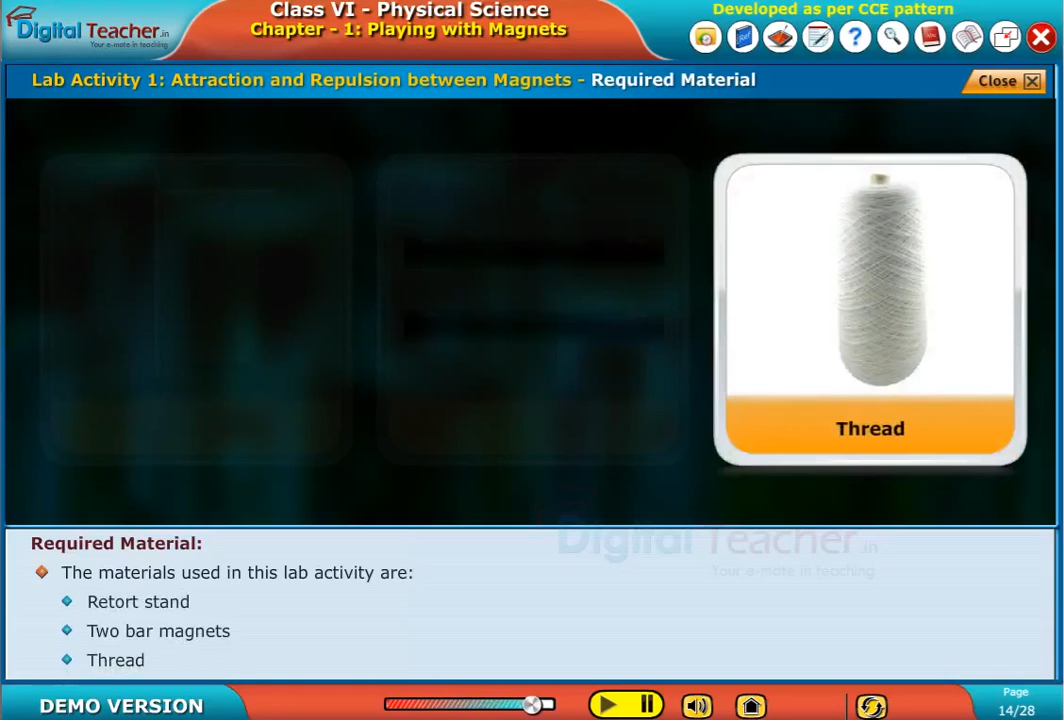 Digital Teacher.in
Your e-mate in teaching
Class VI - Physical Science
Chapter - 1: Playing with Magnets
Developed as per CCE pattern
Ref
?
Lab Activity 1: Attraction and Repulsion between Magnets - Required Material
Close
Thread
Required Material:
The materials used in this lab activity are:
Retort stand
Two bar magnets
Thread
Digital Teacher.in
Your e-mate in teaching
DEMO VERSION
Page
14/28